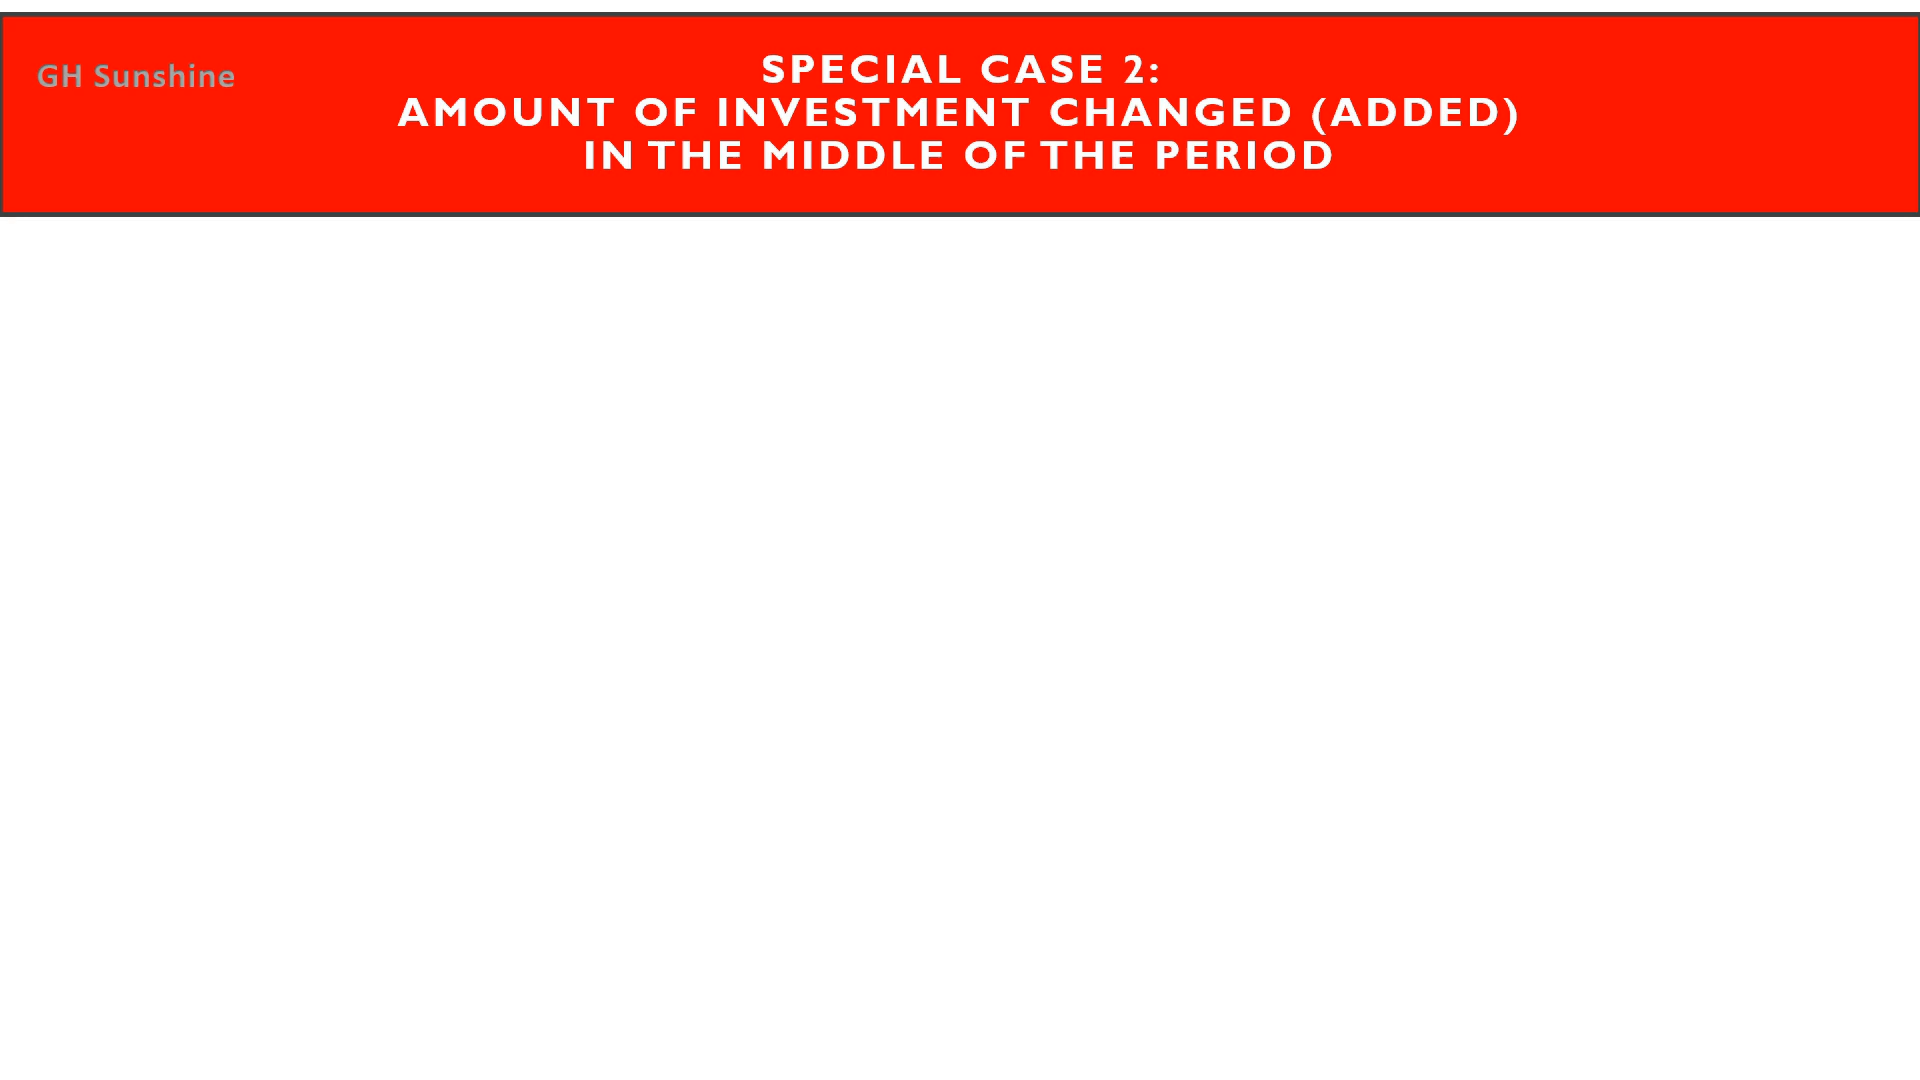 GH Sunshine
SPECIAL CASE 2:
AMOUNT OF INVESTMENT CHANGED (ADDED)
IN THE MIDDLE OF THE PERIOD